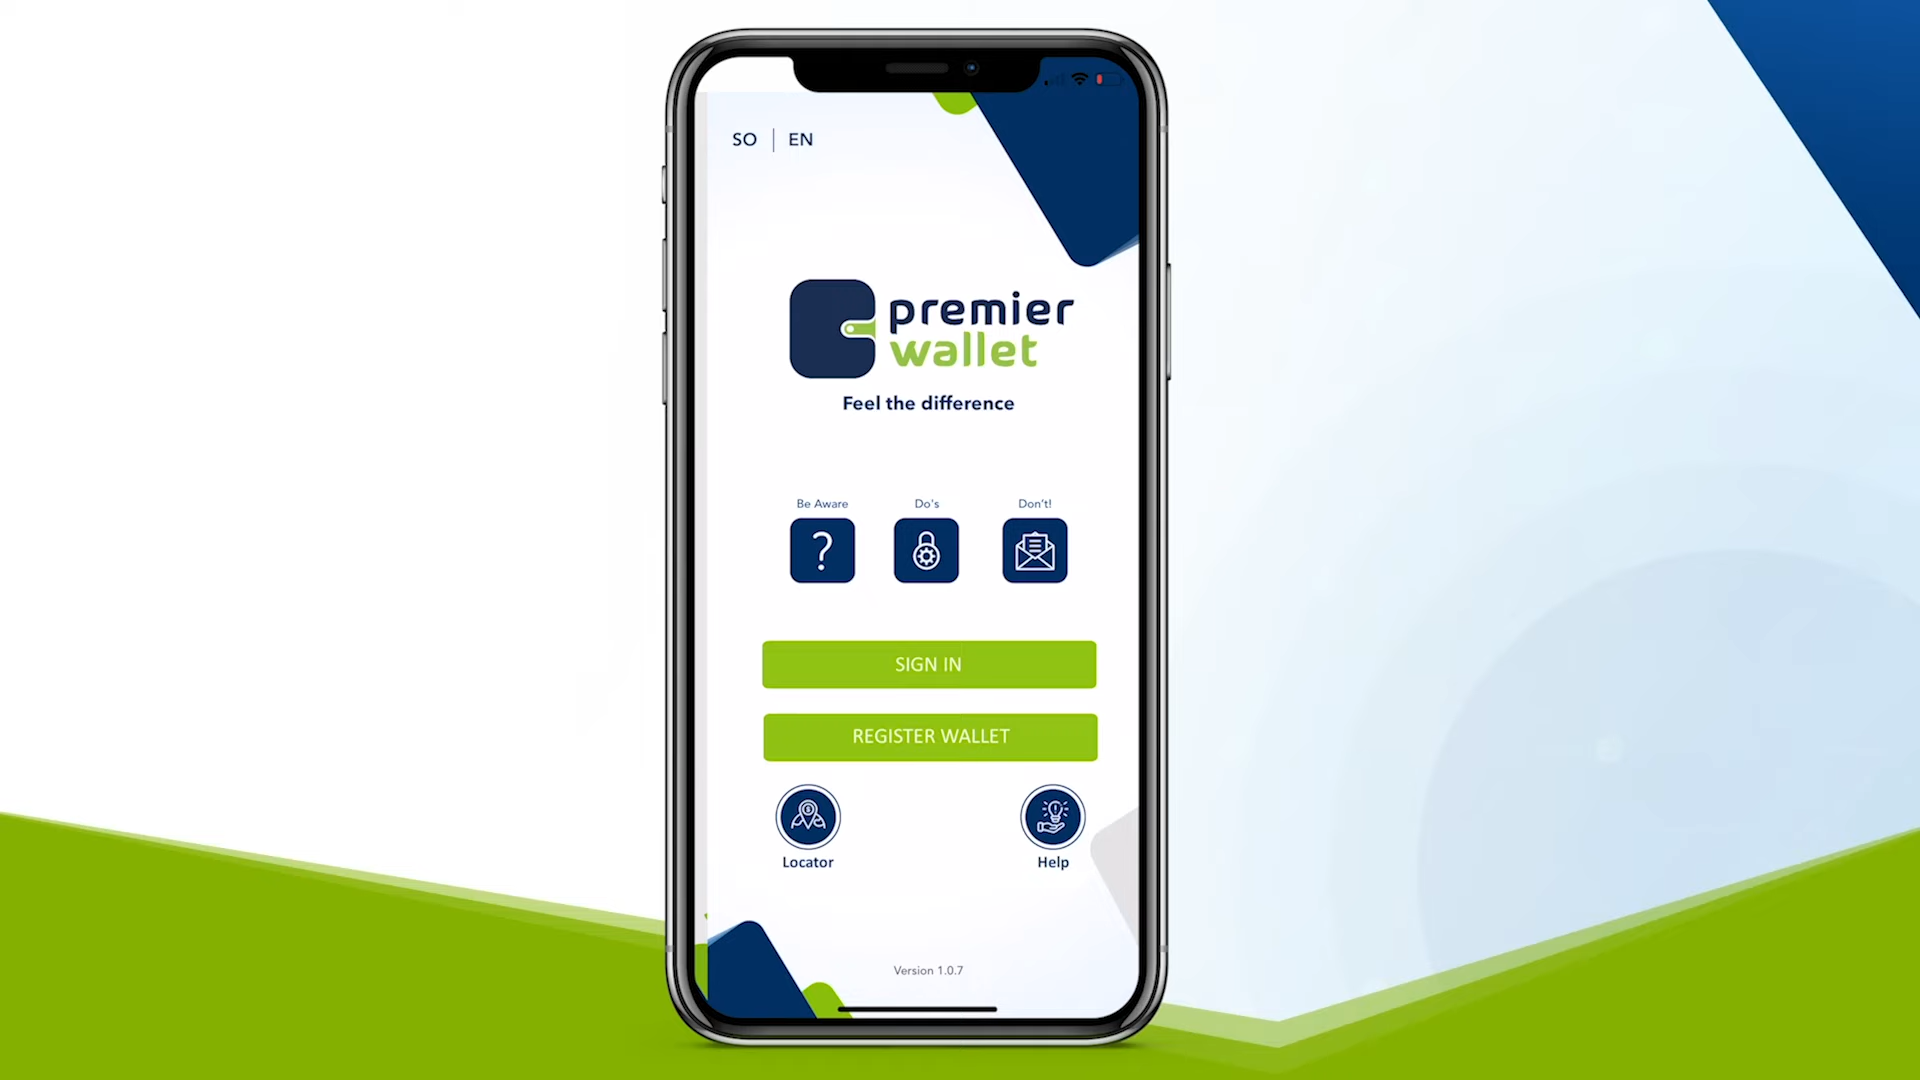 SO | EN
premier
wallet
Feel the difference
Be Aware
Do's
Don't!
?
SIGN IN
REGISTER WALLET
Locator
Help
Version 1.0.7